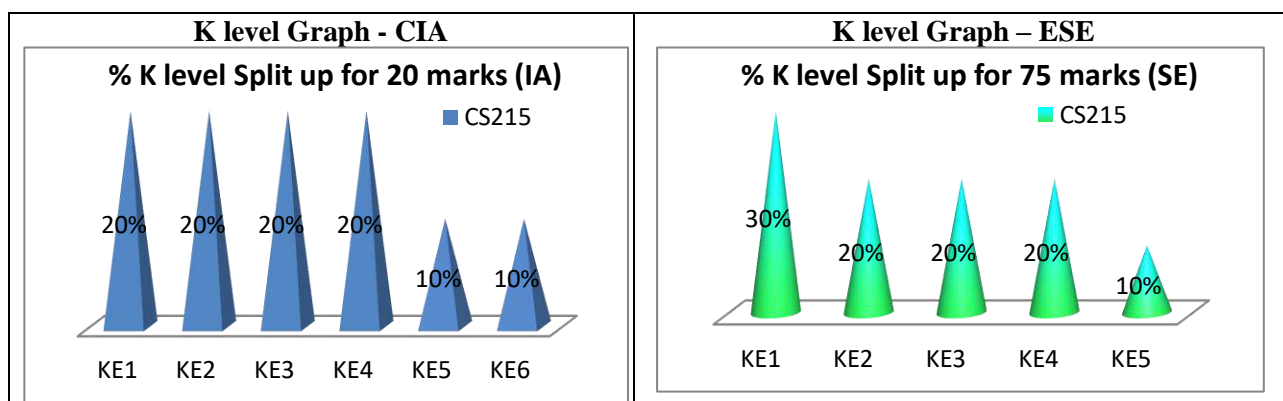 K level Graph - CIA
% K level Split up for 20 marks (IA)
CS215
20% 20% 20% 20% 10% 10%
KE1 KE2 KE3 KE4 KE5 KE6
K level Graph – ESE
% K level Split up for 75 marks (SE)
CS215
30% 20% 20% 20% 10%
KE1 KE2 KE3 KE4 KE5